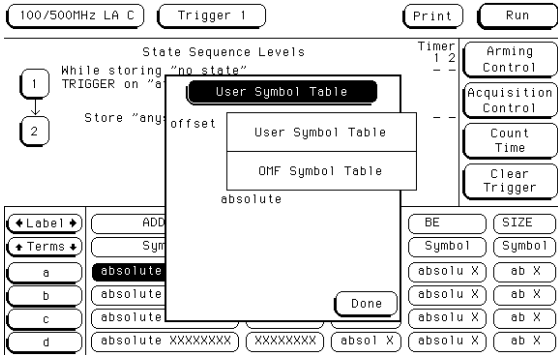 100/500MHz LA C Trigger 1 Print Run
State Sequence Levels Timer
1 2
Arming Control
While storing "no state" - -
1 TRIGGER on "a
User Symbol Table
Acquisition Control
2 Store "any offset - -
User Symbol Table
Count Time
OMF Symbol Table
Clear Trigger
absolute
Label ADD BE SIZE
Terms Sym Symbol Symbol
a absolute absolu X ab X
b absolute absolu X ab X
Done
c absolute absolu X ab X
d absolute XXXXXXXX XXXXXXXX absol X absolu X ab X